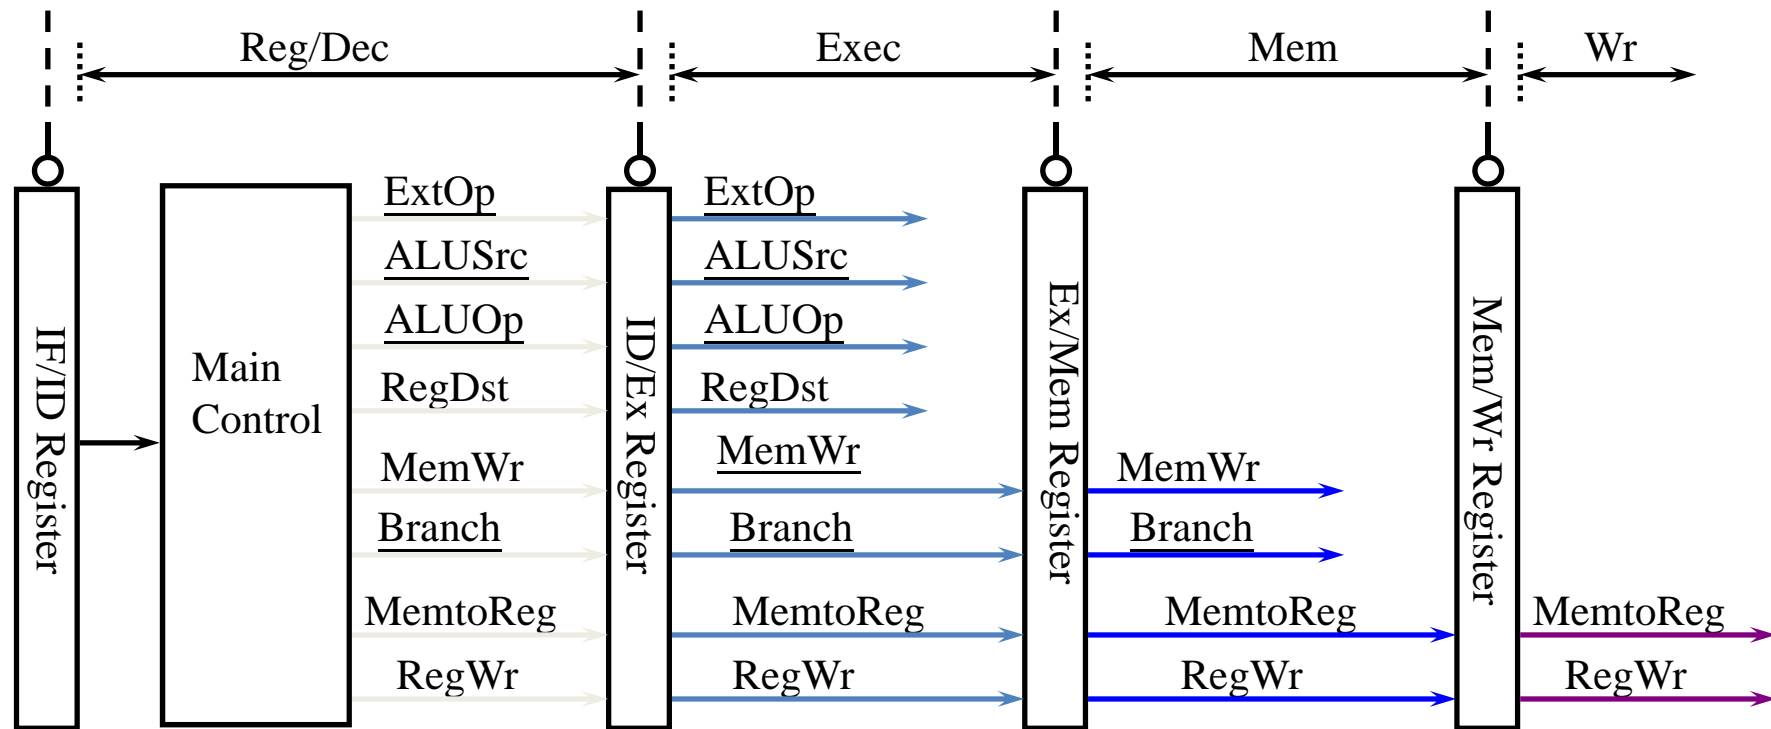 Reg/Dec
Exec
Mem
Wr
IF/ID Register
Main
Control
ExtOp
ALUSrc
ALUOp
RegDst
MemWr
Branch
MemtoReg
RegWr
ID/Ex Register
ExtOp
ALUSrc
ALUOp
RegDst
MemWr
Branch
MemtoReg
RegWr
Ex/Mem Register
MemWr
Branch
MemtoReg
RegWr
Mem/Wr Register
MemtoReg
RegWr